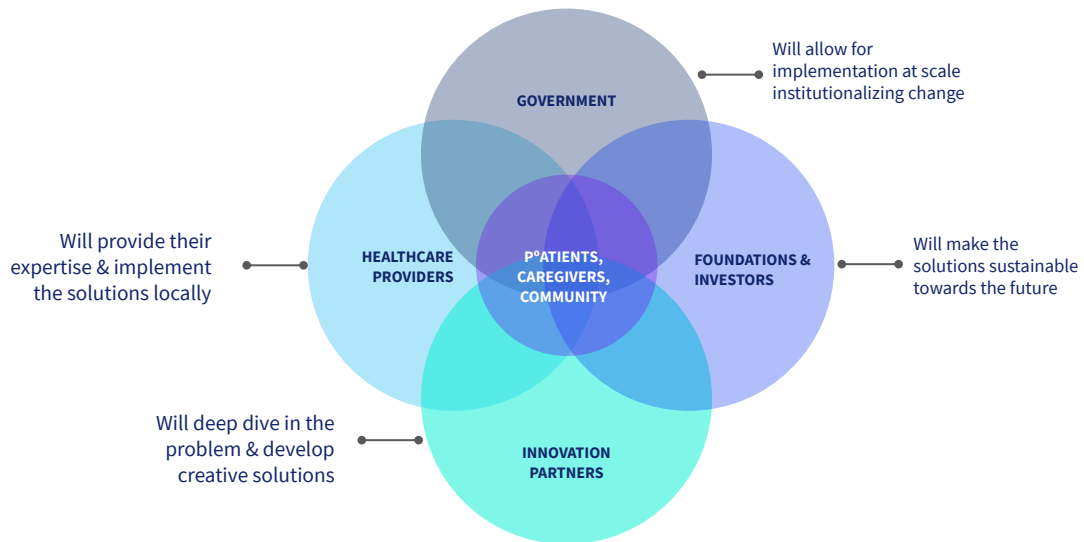 GOVERNMENT
Will allow for
implementation at scale
institutionalizing change
Will provide their
expertise & implement
the solutions locally
HEALTHCARE
PROVIDERS
PºATIENTS,
CAREGIVERS,
COMMUNITY
FOUNDATIONS &
INVESTORS
Will make the
solutions sustainable
towards the future
Will deep dive in the
problem & develop
creative solutions
INNOVATION
PARTNERS